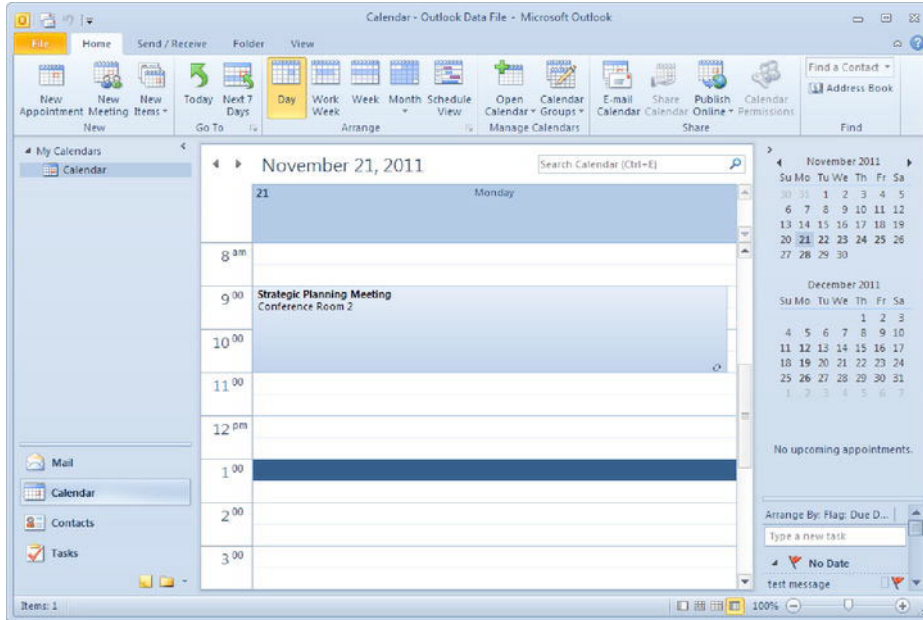 Calendar - Outlook Data File - Microsoft Outlook
File Home Send / Receive Folder View
New Appointment
New Meeting
New Items
New
Today
Next 7 Days
Go To
Day
Work Week
Week
Month
Schedule View
Arrange
Open Calendar
Calendar Groups
Manage Calendars
E-mail Calendar
Share Calendar
Publish Online
Calendar Permissions
Share
Find a Contact
Address Book
Find
My Calendars
Calendar
Mail
Calendar
Contacts
Tasks
November 21, 2011
Search Calendar (Ctrl+E)
21 Monday
8 am
9 00
Strategic Planning Meeting
Conference Room 2
10 00
11 00
12 pm
1 00
2 00
3 00
November 2011
Su Mo Tu We Th Fr Sa
30 31 1 2 3 4 5
6 7 8 9 10 11 12
13 14 15 16 17 18 19
20 21 22 23 24 25 26
27 28 29 30
December 2011
Su Mo Tu We Th Fr Sa
1 2 3
4 5 6 7 8 9 10
11 12 13 14 15 16 17
18 19 20 21 22 23 24
25 26 27 28 29 30 31
1 2 3 4 5 6 7
No upcoming appointments.
Arrange By: Flag: Due D...
Type a new task
No Date
test message
Items: 1
100%